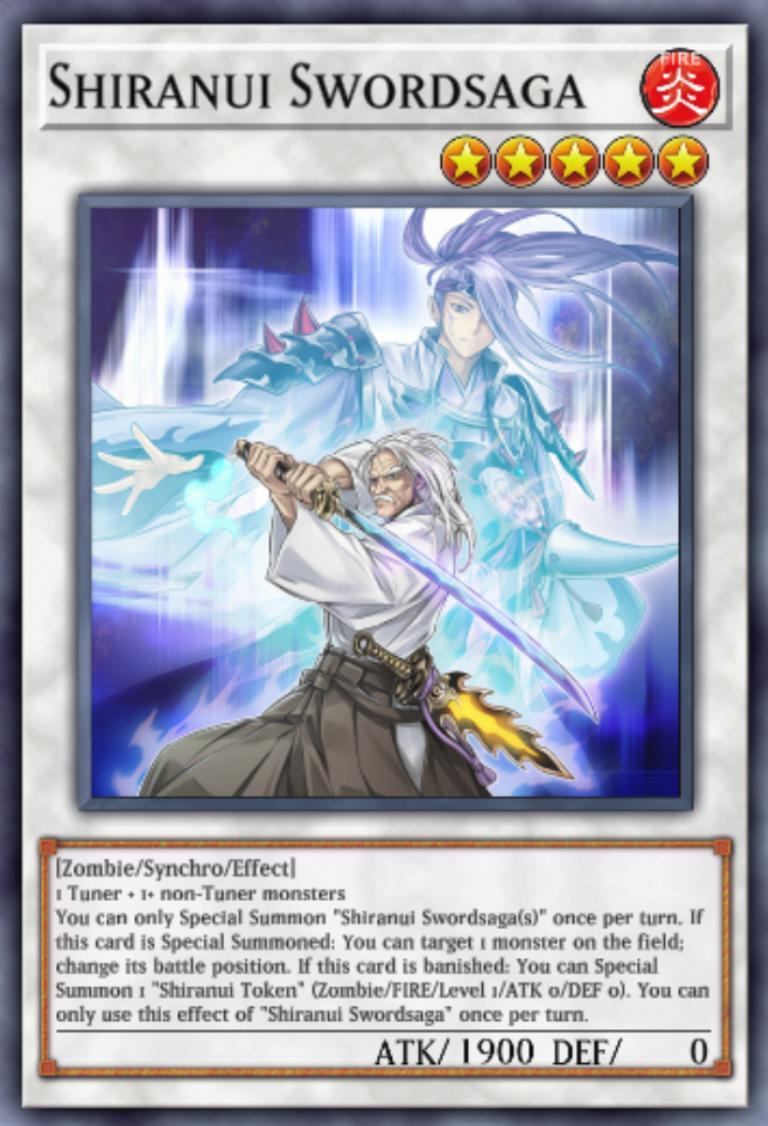 SHIRANUI SWORDSAGA
FIRE
炎
[Zombie/Synchro/Effect]
1 Tuner + 1+ non-Tuner monsters
You can only Special Summon "Shiranui Swordsaga(s)" once per turn. If
this card is Special Summoned: You can target 1 monster on the field;
change its battle position. If this card is banished: You can Special
Summon 1 "Shiranui Token" (Zombie/FIRE/Level 1/ATK 0/DEF 0). You can
only use this effect of "Shiranui Swordsaga" once per turn.
ATK/ 1900 DEF/ 0